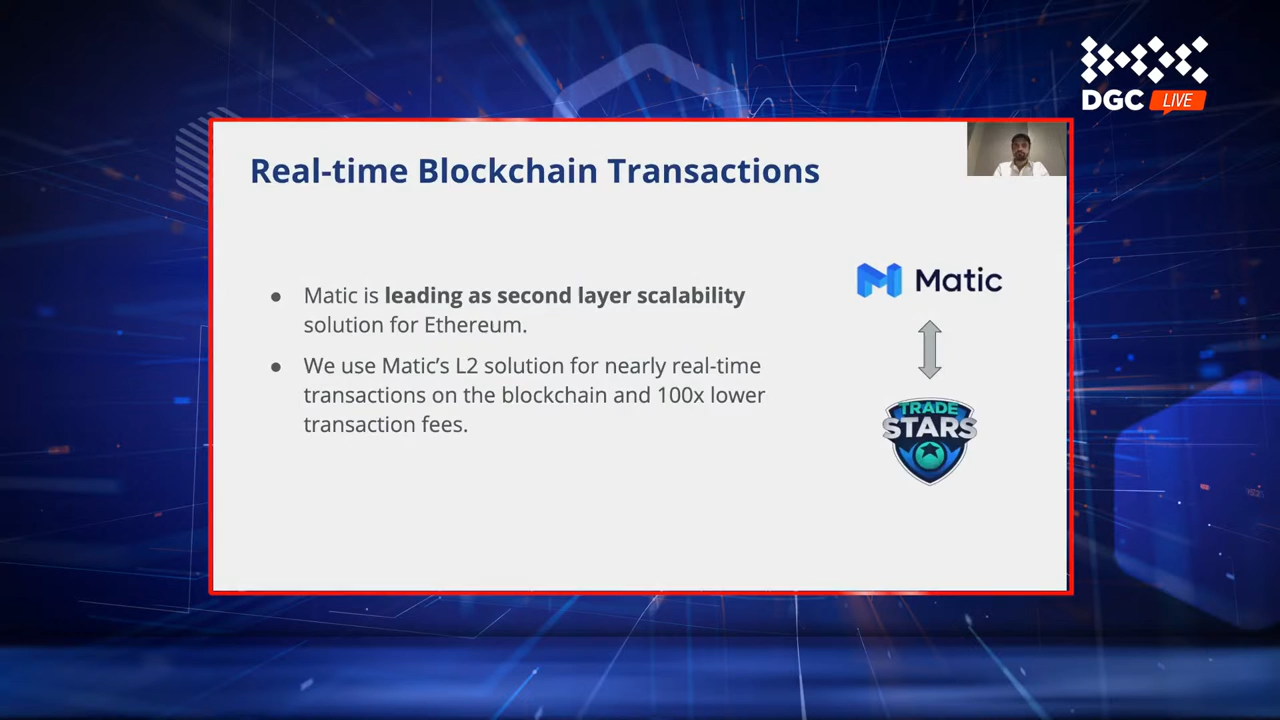 DGC LIVE
Real-time Blockchain Transactions
● Matic is leading as second layer scalability
solution for Ethereum.
● We use Matic’s L2 solution for nearly real-time
transactions on the blockchain and 100x lower
transaction fees.
Matic
TRADE
STARS